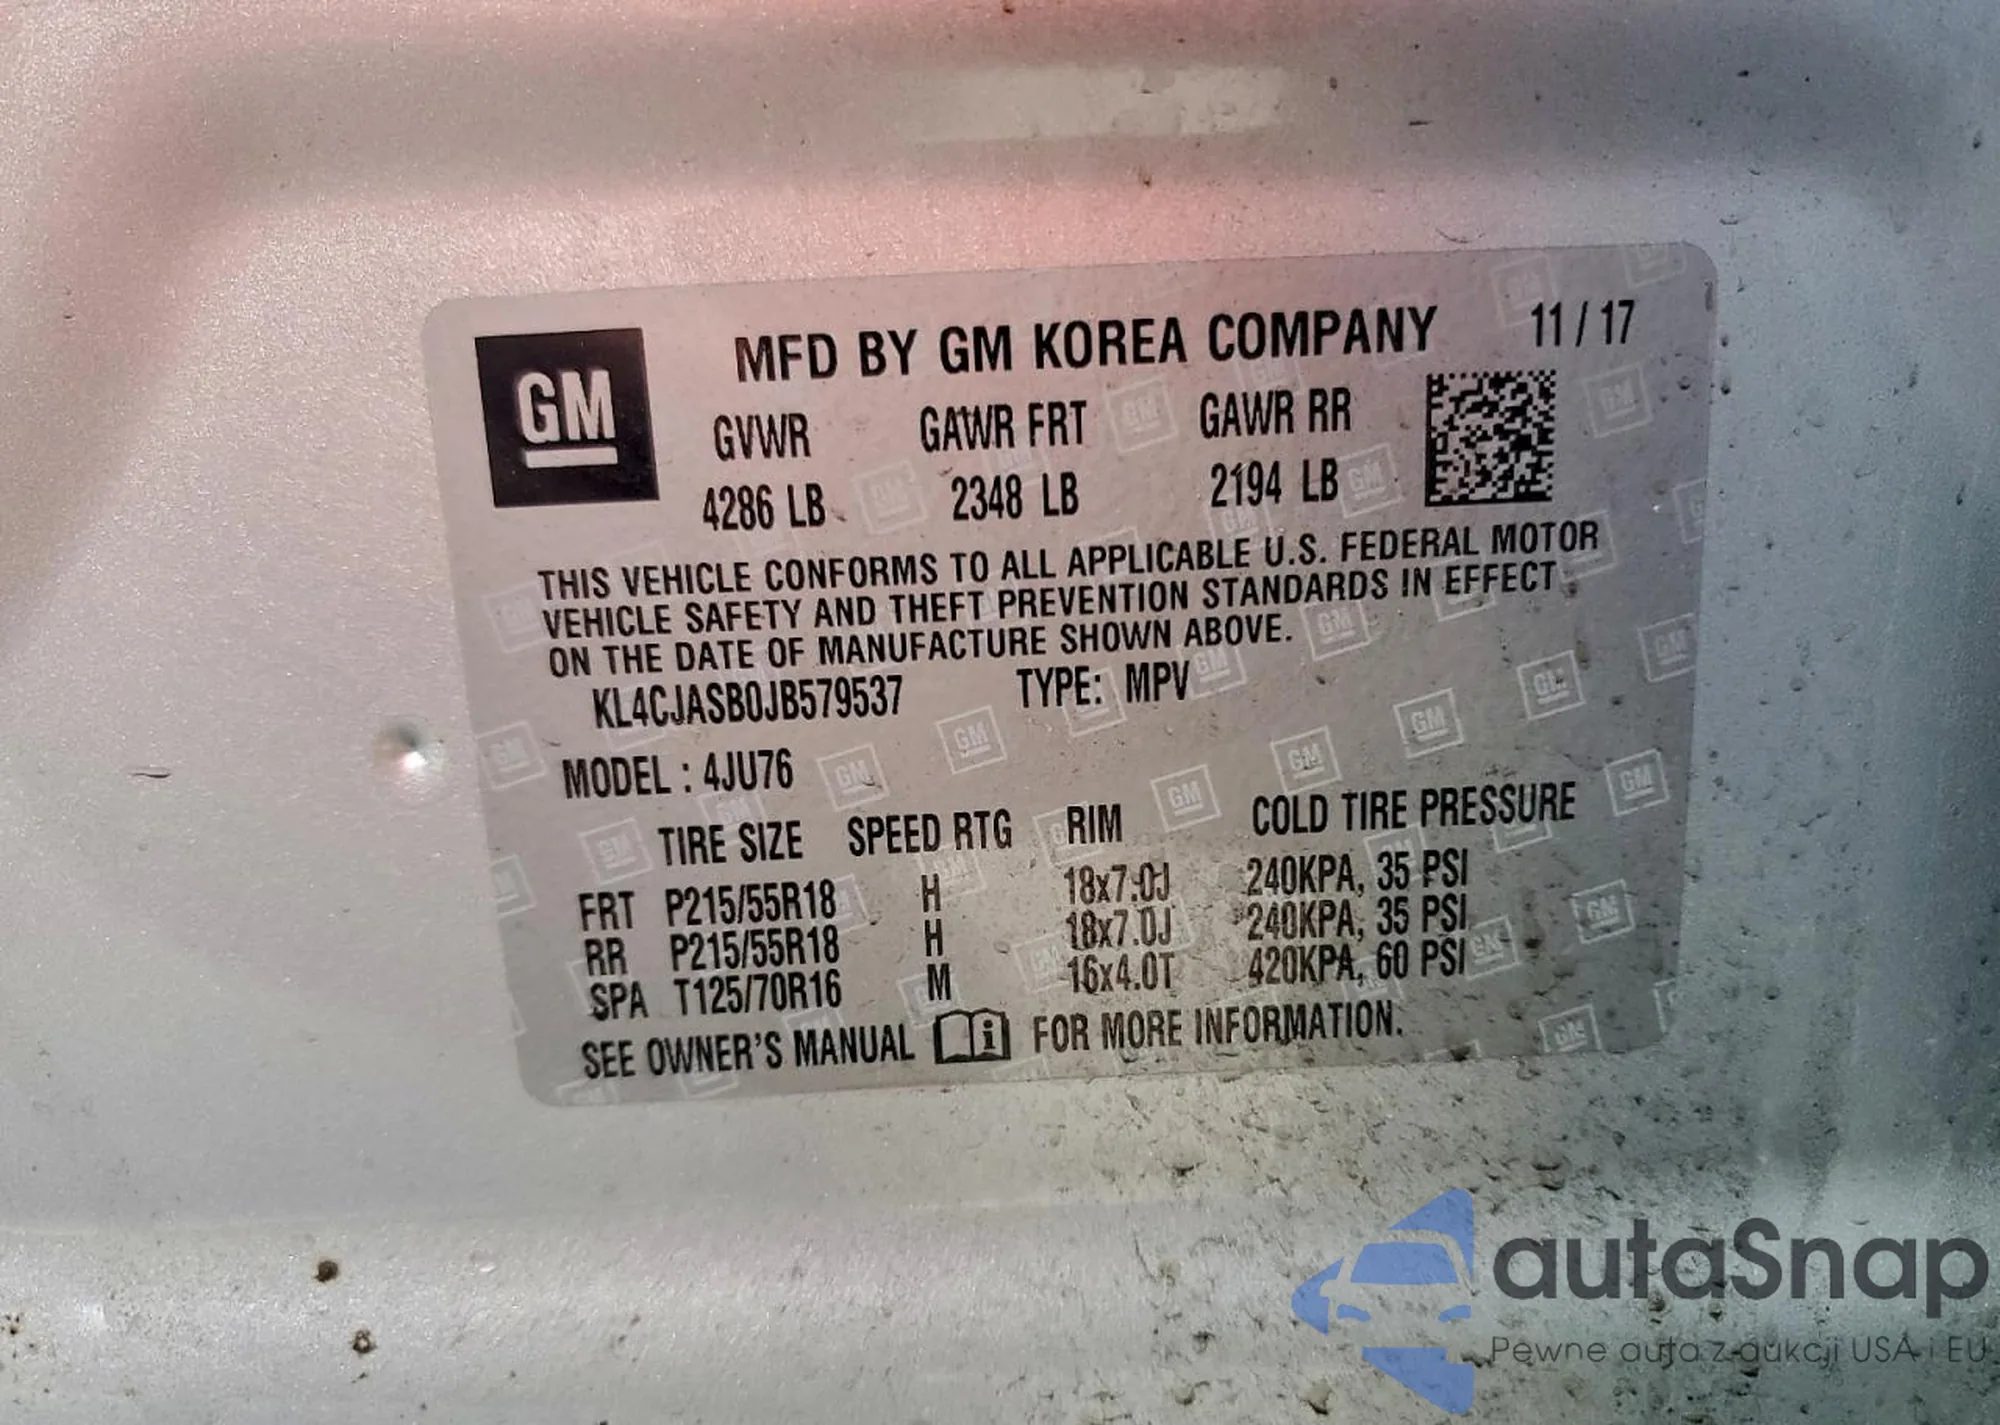 GM
MFD BY GM KOREA COMPANY 11 / 17
GVWR GAWR FRT GAWR RR
4286 LB 2348 LB 2194 LB
THIS VEHICLE CONFORMS TO ALL APPLICABLE U.S. FEDERAL MOTOR
VEHICLE SAFETY AND THEFT PREVENTION STANDARDS IN EFFECT
ON THE DATE OF MANUFACTURE SHOWN ABOVE.
KL4CJASB0JB579537 TYPE: MPV
MODEL : 4JU76
TIRE SIZE SPEED RTG RIM COLD TIRE PRESSURE
FRT P215/55R18 H 18x7.0J 240KPA, 35 PSI
RR P215/55R18 H 18x7.0J 240KPA, 35 PSI
SPA T125/70R16 M 16x4.0T 420KPA, 60 PSI
SEE OWNER'S MANUAL i FOR MORE INFORMATION.
autaSnap
Pewne auta z aukcji USA i EU